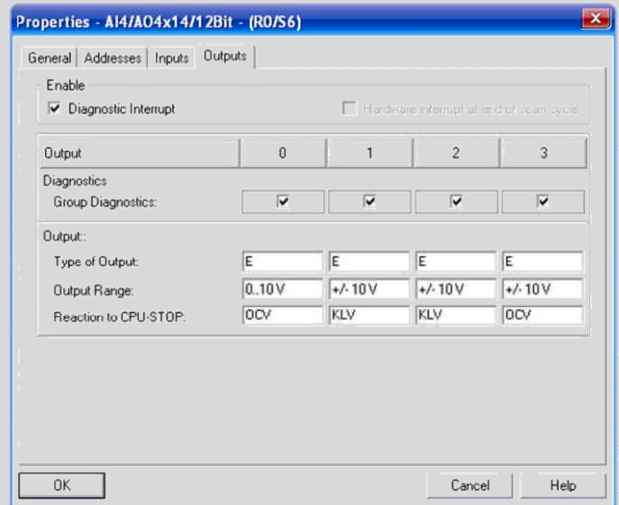 Properties - AI4/AO4x14/12Bit - (R0/S6)
General Addresses Inputs Outputs
Enable
Diagnostic Interrupt Hardware interrupt at end of scan cycle
Output 0 1 2 3
Diagnostics
Group Diagnostics:
Output::
Type of Output: E E E E
Output Range: 0..10 V +/- 10 V +/- 10 V +/- 10 V
Reaction to CPU-STOP: OCV KLV KLV OCV
OK Cancel Help